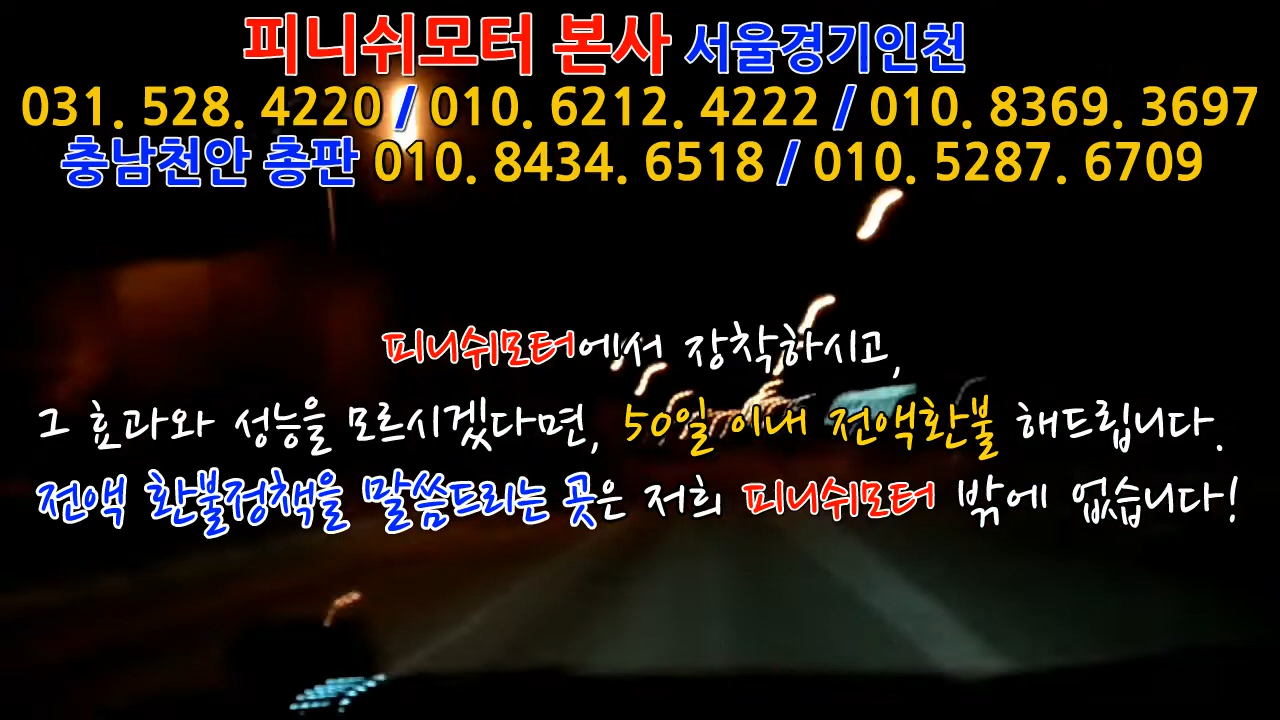 피니쉬모터 본사 서울경기인천
031. 528. 4220 / 010. 6212. 4222 / 010. 8369. 3697
충남천안 총판 010. 8434. 6518 / 010. 5287. 6709
피니쉬모터에서 장착하시고,
그 효과와 성능을 모르시겠다면, 50일 이내 전액환불 해드립니다.
전액 환불정책을 말씀드리는 곳은 저희 피니쉬모터 밖에 없습니다!